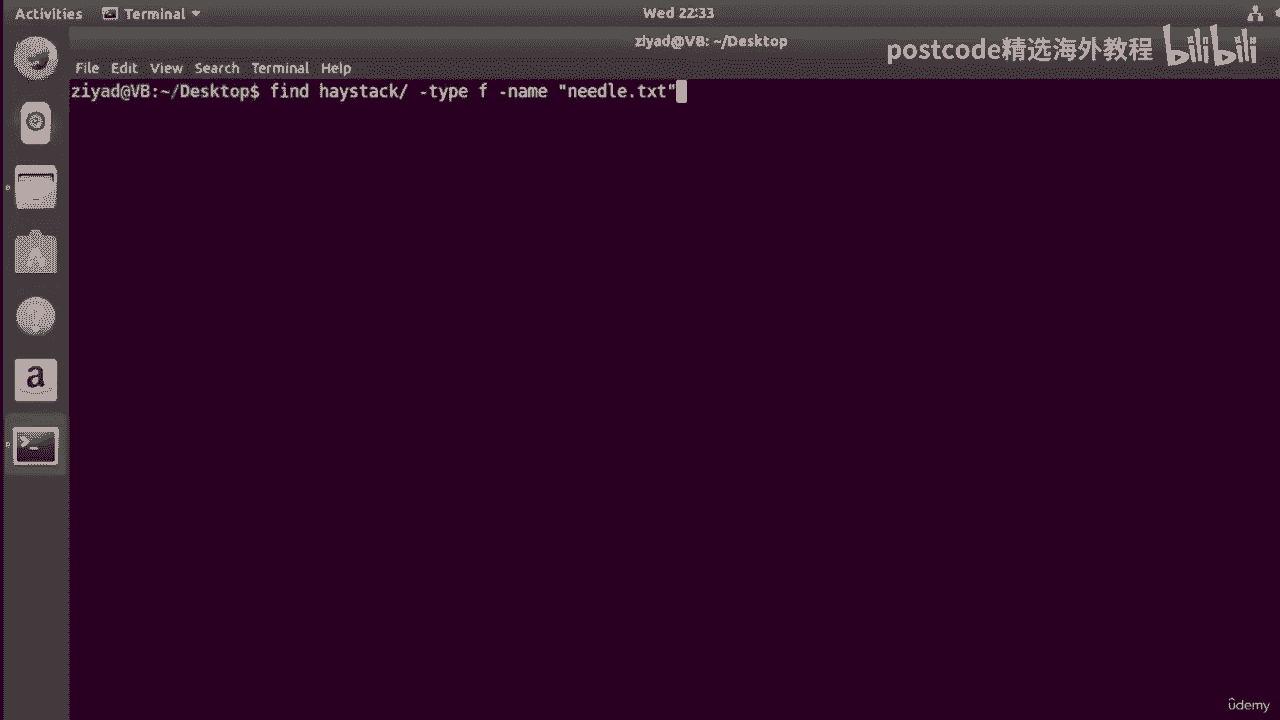 Activities Terminal Wed 22:33
ziyad@VB: ~/Desktop
postcode精选海外教程 bilibili
File Edit View Search Terminal Help
ziyad@VB:~/Desktop$ find haystack/ -type f -name "needle.txt"
a
>_
ûdemy